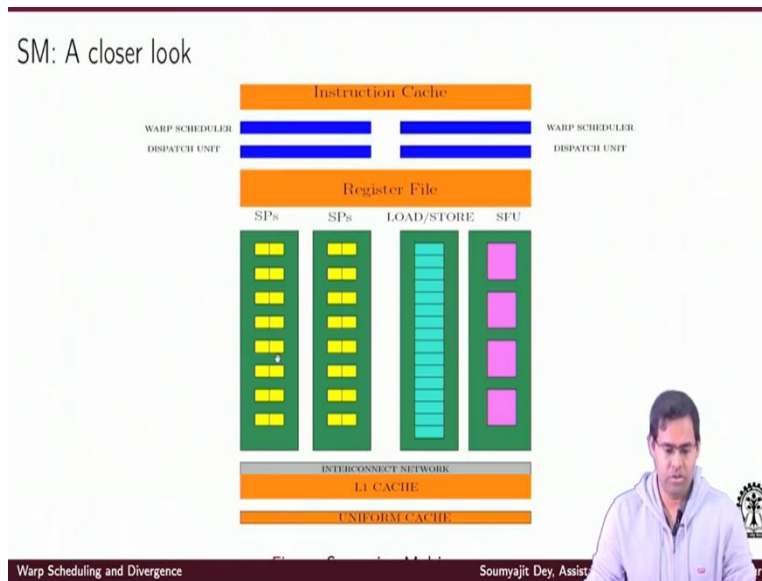 SM: A closer look
Instruction Cache
WARP SCHEDULER
WARP SCHEDULER
DISPATCH UNIT
DISPATCH UNIT
Register File
SPs
SPs
LOAD/STORE
SFU
INTERCONNECT NETWORK
L1 CACHE
UNIFORM CACHE
Warp Scheduling and Divergence
Soumyajit Dey, Assist